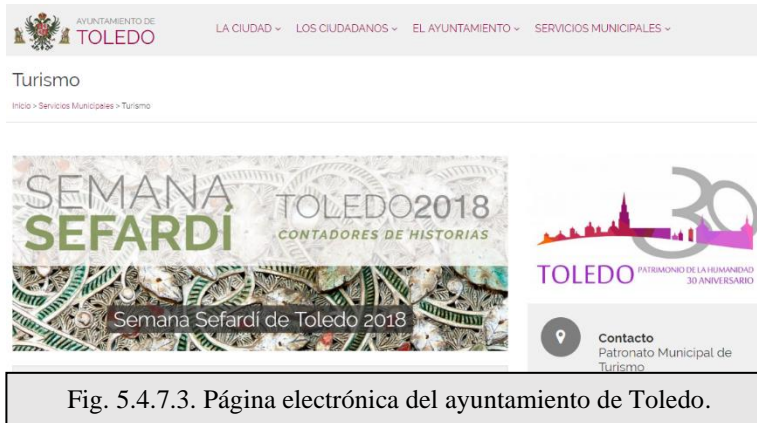 AYUNTAMIENTO DE
TOLEDO
LA CIUDAD
LOS CIUDADANOS
EL AYUNTAMIENTO
SERVICIOS MUNICIPALES
Turismo
Inicio > Servicios Municipales > Turismo
SEMANA
SEFARDÍ
TOLEDO2018
CONTADORES DE HISTORIAS
Semana Sefardí de Toledo 2018
30
TOLEDO PATRIMONIO DE LA HUMANIDAD
30 ANIVERSARIO
Contacto
Patronato Municipal de
Turismo
Fig. 5.4.7.3. Página electrónica del ayuntamiento de Toledo.